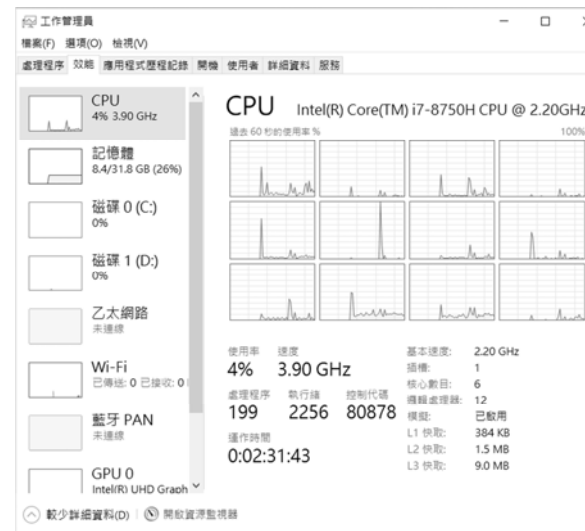 工作管理員
檔案(F) 選項(O) 檢視(V)
處理程序 效能 應用程式歷程記錄 開機 使用者 詳細資料 服務
CPU
4% 3.90 GHz
記憶體
8.4/31.8 GB (26%)
磁碟 0 (C:)
0%
磁碟 1 (D:)
0%
乙太網路
未連線
Wi-Fi
已傳送: 0 已接收: 0
藍牙 PAN
未連線
GPU 0
Intel(R) UHD Graph
CPU Intel(R) Core(TM) i7-8750H CPU @ 2.20GHz
過去 60 秒的使用率 % 100%
使用率 速度
4% 3.90 GHz
處理程序 執行緒 控制代碼
199 2256 80878
運作時間
0:02:31:43
基本速度: 2.20 GHz
插槽: 1
核心數目: 6
邏輯處理器: 12
模擬: 已啟用
L1 快取: 384 KB
L2 快取: 1.5 MB
L3 快取: 9.0 MB
較少詳細資料(D) 開啟資源監視器